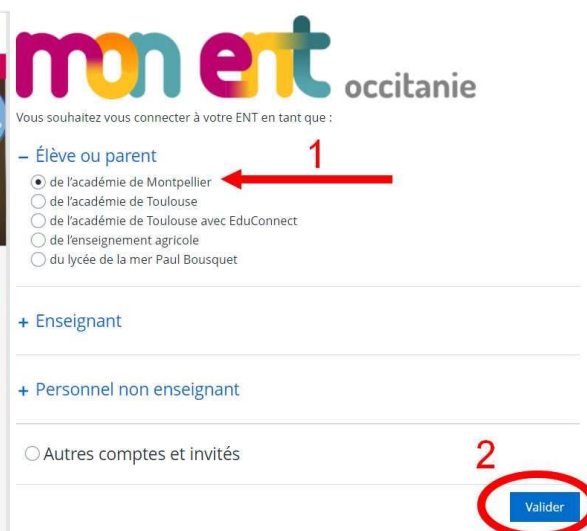 mon ent occitanie
Vous souhaitez vous connecter à votre ENT en tant que :
– Élève ou parent
1
de l'académie de Montpellier
de l'académie de Toulouse
de l'académie de Toulouse avec EduConnect
de l'enseignement agricole
du lycée de la mer Paul Bousquet
+ Enseignant
+ Personnel non enseignant
Autres comptes et invités
2
Valider